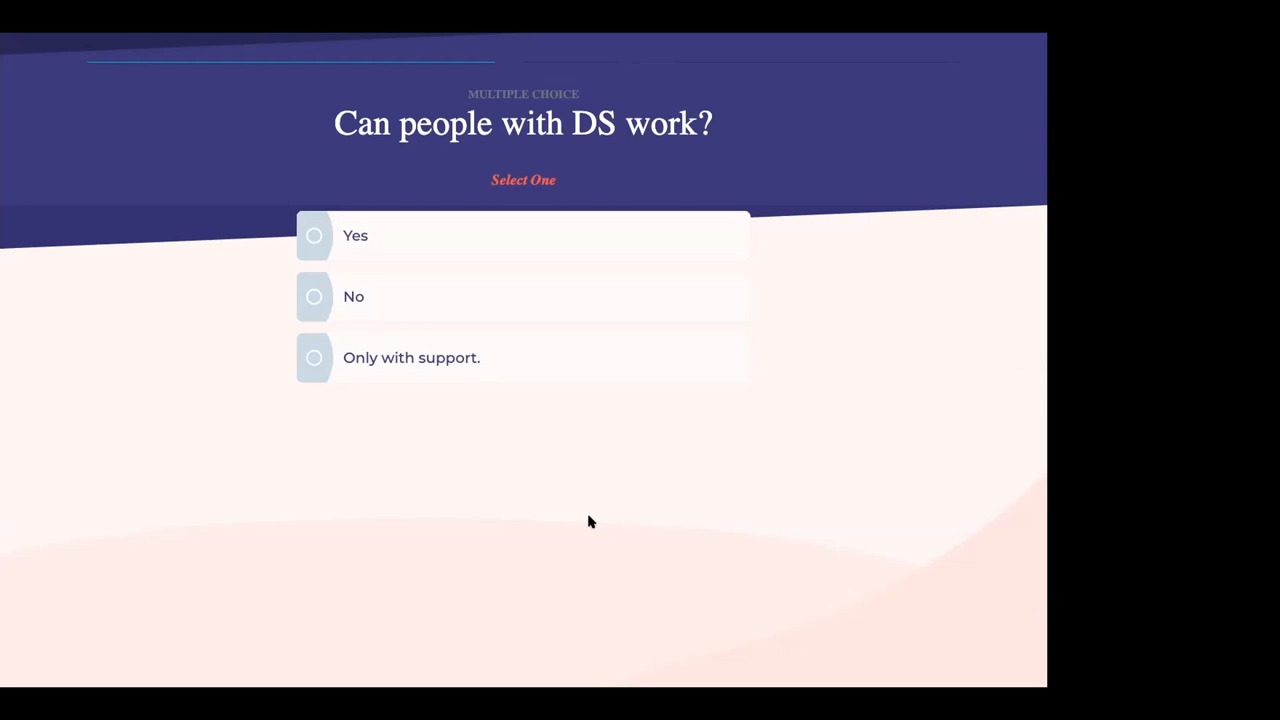 MULTIPLE CHOICE
Can people with DS work?
Select One
Yes
No
Only with support.